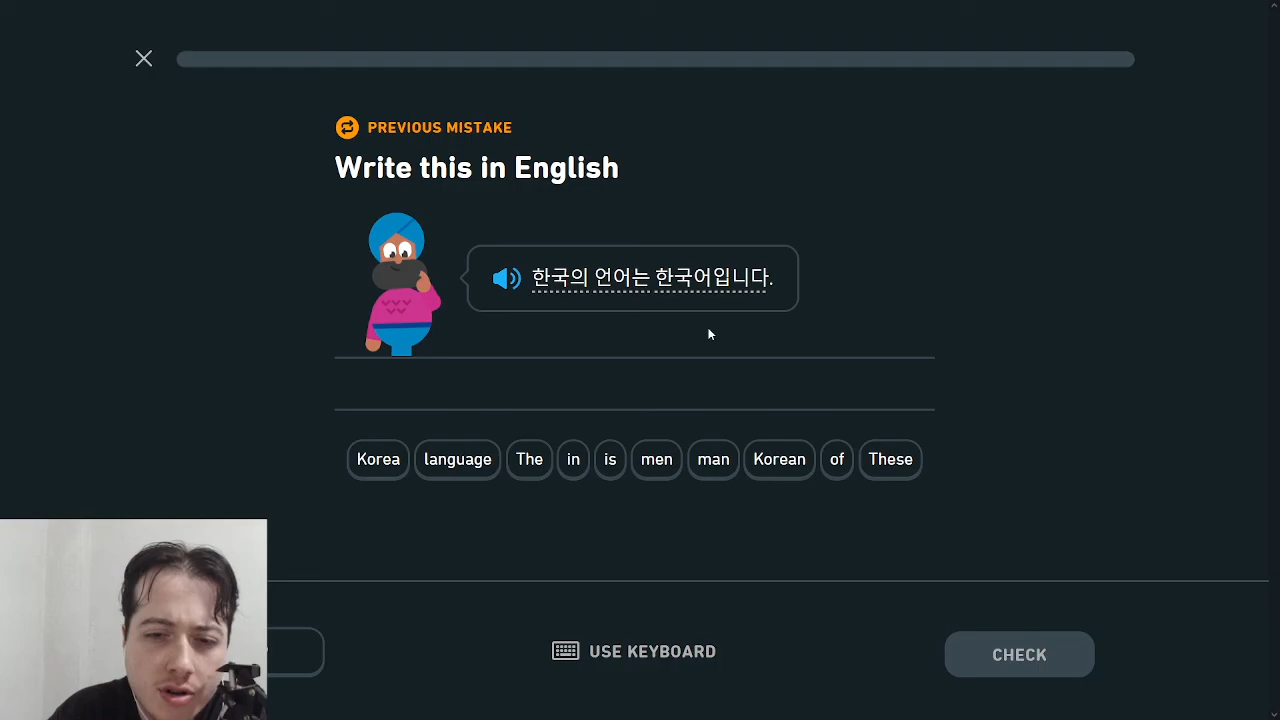 PREVIOUS MISTAKE
Write this in English
한국의 언어는 한국어입니다.
Korea language The in is men man Korean of These
USE KEYBOARD
CHECK